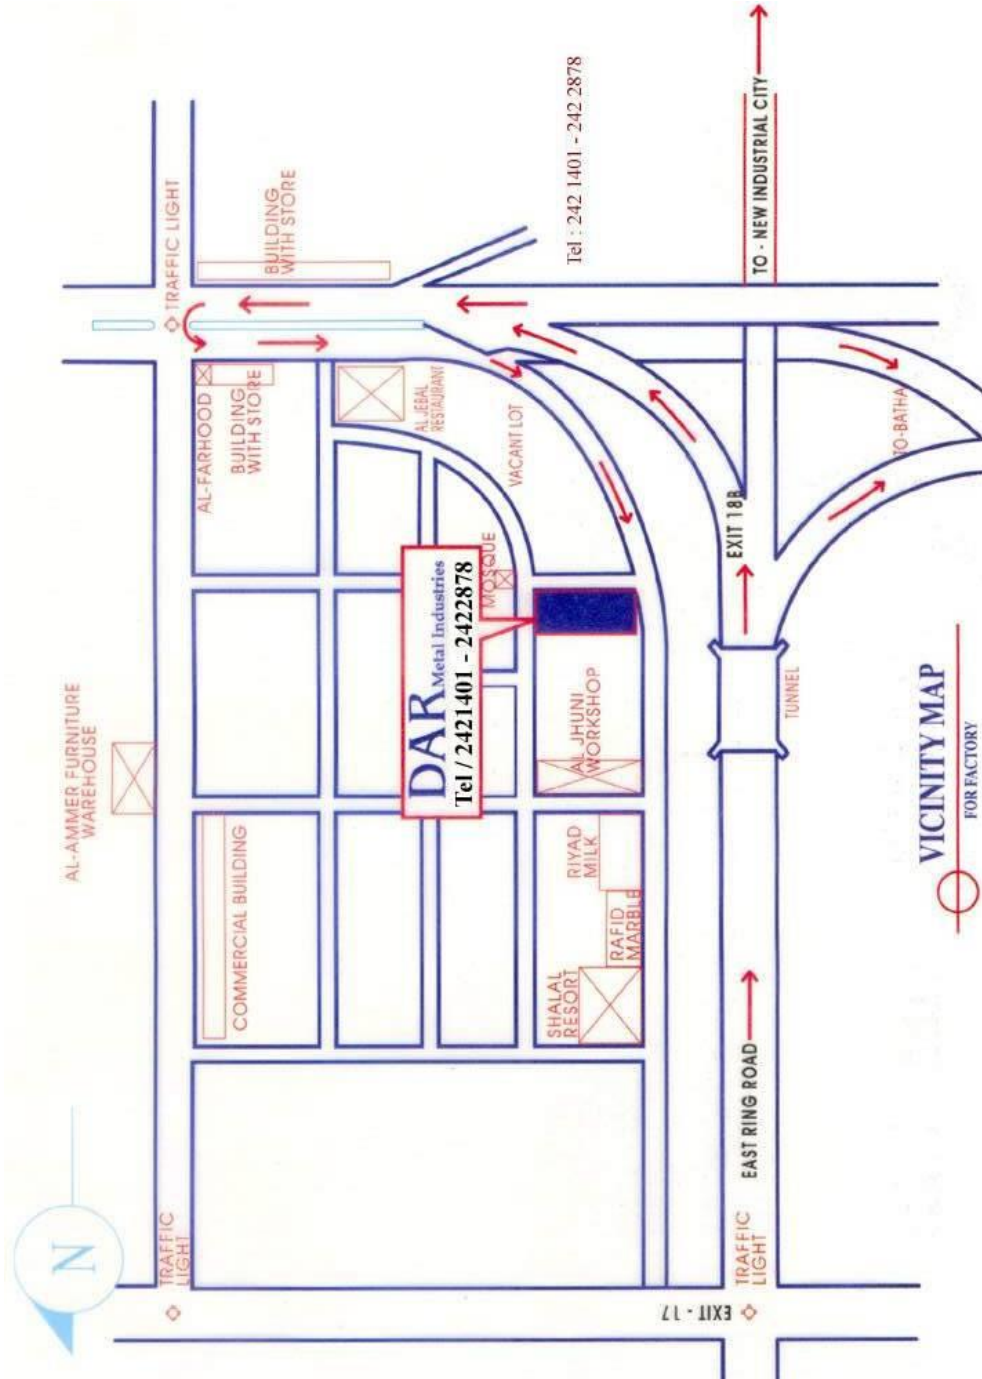 N
AL-AMMER FURNITURE
WAREHOUSE
TRAFFIC LIGHT
BUILDING
WITH STORE
Tel : 242 1401 - 242 2878
TO - NEW INDUSTRIAL CITY
AL-FARHOOD
BUILDING
WITH STORE
AL JEBAL
RESTAURANT
VACANT LOT
MOSQUE
DAR Metal Industries
Tel / 2421401 - 2422878
COMMERCIAL BUILDING
AL JHUNI
WORKSHOP
RIYAD
MILK
RAFID
MARBLE
SHALAL
RESORT
TRAFFIC
LIGHT
EXIT - 17
TRAFFIC
LIGHT
EAST RING ROAD
TUNNEL
EXIT 18B
TO-BATHA
VICINITY MAP
FOR FACTORY